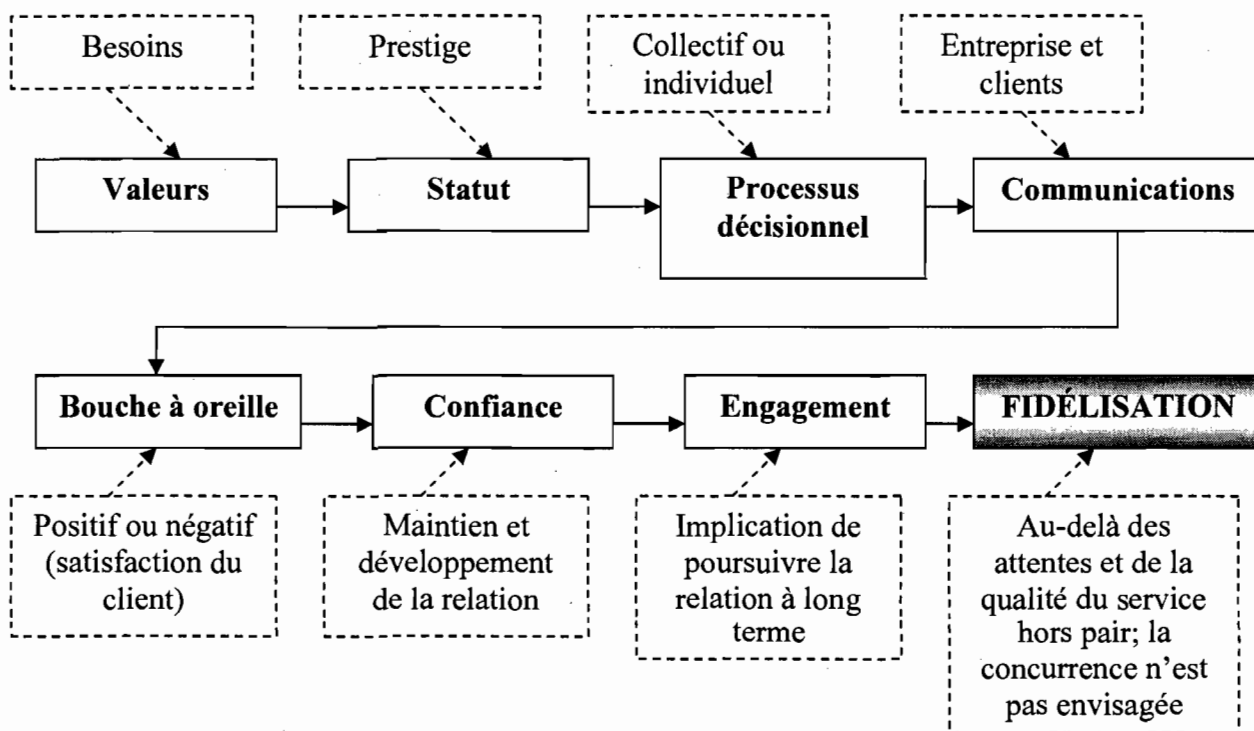 Besoins
Prestige
Collectif ou
individuel
Entreprise et
clients
Valeurs
Statut
Processus
décisionnel
Communications
Bouche à oreille
Confiance
Engagement
FIDÉLISATION
Positif ou négatif
(satisfaction du
client)
Maintien et
développement
de la relation
Implication de
poursuivre la
relation à long
terme
Au-delà des
attentes et de la
qualité du service
hors pair; la
concurrence n'est
pas envisagée